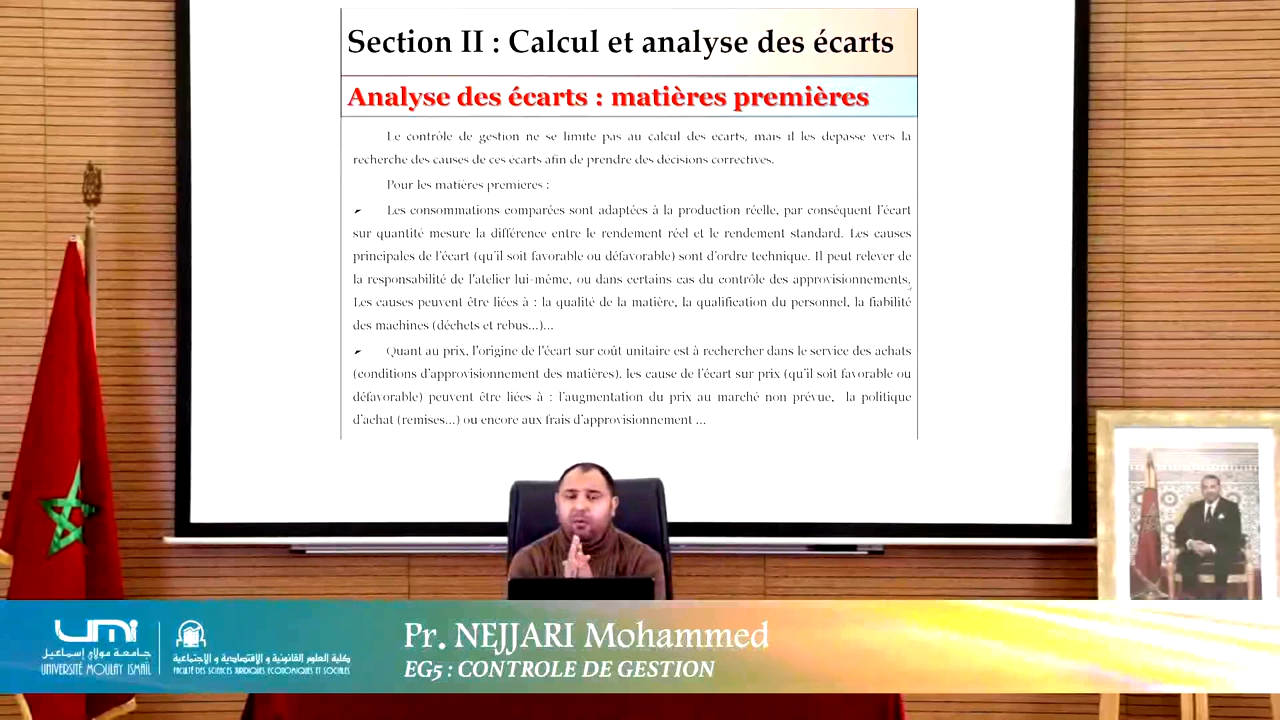 Section II : Calcul et analyse des écarts
Analyse des écarts : matières premières
Le contrôle de gestion ne se limite pas au calcul des écarts, mais il les dépasse vers la
recherche des causes de ces écarts afin de prendre des décisions correctives.
Pour les matières premières :
Les consommations comparées sont adaptées à la production réelle, par conséquent l'écart
sur quantité mesure la différence entre le rendement réel et le rendement standard. Les causes
principales de l'écart (qu'il soit favorable ou défavorable) sont d'ordre technique. Il peut relever de
la responsabilité de l'atelier lui-même, ou dans certains cas du contrôle des approvisionnements,
Les causes peuvent être liées à : la qualité de la matière, la qualification du personnel, la fiabilité
des machines (déchets et rebus...)...
Quant au prix, l'origine de l'écart sur coût unitaire est à rechercher dans le service des achats
(conditions d'approvisionnement des matières). les cause de l'écart sur prix (qu'il soit favorable ou
défavorable) peuvent être liées à : l'augmentation du prix au marché non prévue, la politique
d'achat (remises...) ou encore aux frais d'approvisionnement ...
umi
جامعة مولاي إسماعيل
UNIVERSITÉ MOULAY ISMAÏL
كلية العلوم القانونية و الاقتصادية و الاجتماعية
FACULTÉ DES SCIENCES JURIDIQUES ÉCONOMIQUES ET SOCIALES
Pr. NEJJARI Mohammed
EG5 : CONTROLE DE GESTION